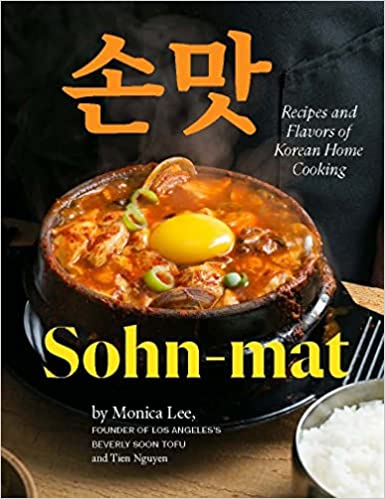 손맛
Recipes and
Flavors of
Korean Home
Cooking
Sohn-mat
by Monica Lee,
FOUNDER OF LOS ANGELES'S
BEVERLY SOON TOFU
and Tien Nguyen